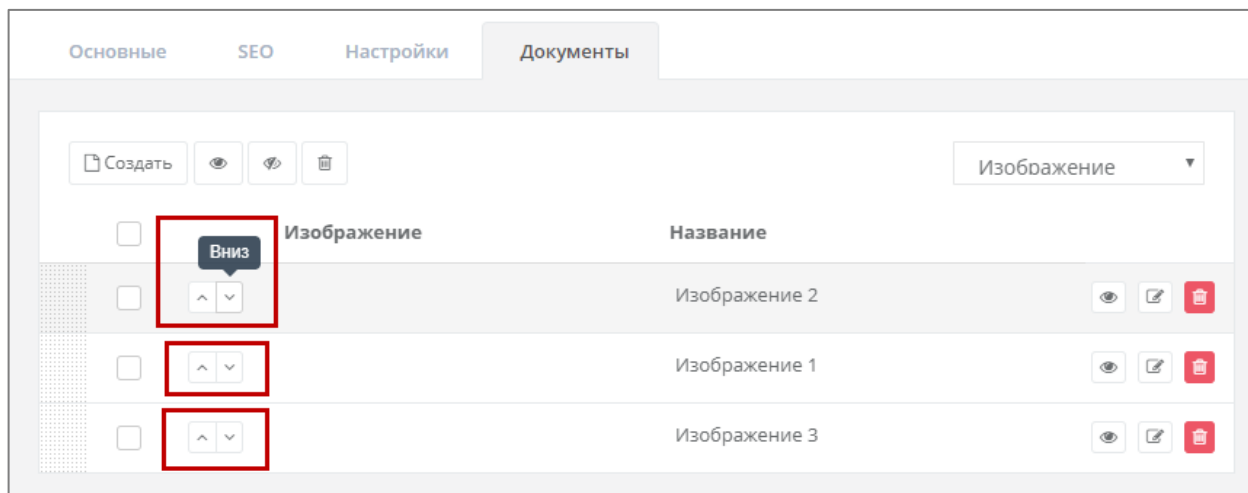 Основные SEO Настройки Документы
Создать Изображение
Изображение Название
Вниз
Изображение 2
Изображение 1
Изображение 3